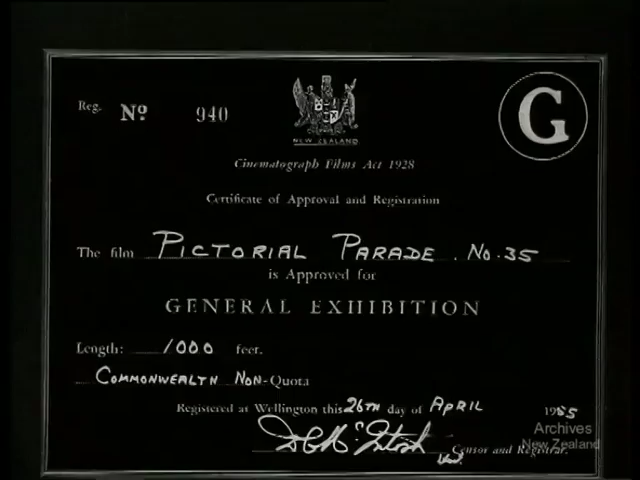 Reg. Nº 940
G
NEW ZEALAND
Cinematograph Films Act 1928
Certificate of Approval and Registration
The film PICTORIAL PARADE . No. 35
is Approved for
GENERAL EXHIBITION
Length: 1000 feet.
COMMONWEALTH NON-Quota
Registered at Wellington this 26TH day of APRIL 1955
Archives
New Zealand
Censor and Registrar.